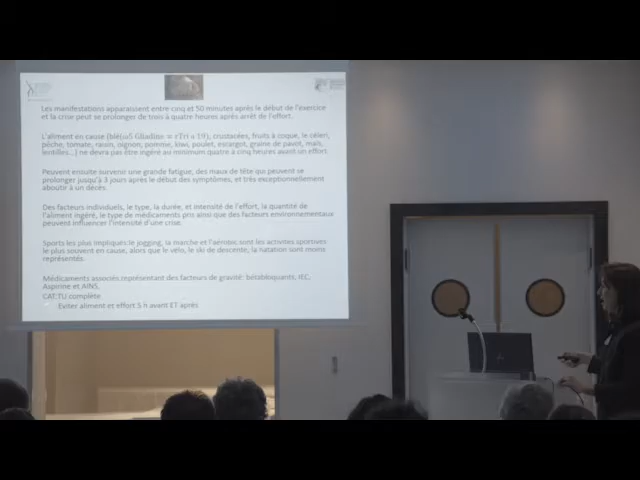 Les manifestations apparaissent entre cinq et 50 minutes après le début de l'exercice
et la crise peut se prolonger de trois à quatre heures après arrêt de l'effort.
L'aliment en cause (blé(ω5 Gliadine = rTri a 19), crustacées, fruits à coque, le céleri,
pêche, tomate, raisin, oignon, pomme, kiwi, poulet, escargot, graine de pavot, maïs,
lentilles...) ne devra pas être ingéré au minimum quatre à cinq heures avant un effort
Peuvent ensuite survenir une grande fatigue, des maux de tête qui peuvent se
prolonger jusqu'à 3 jours après le début des symptômes, et très exceptionnellement
aboutir à un décès.
Des facteurs individuels, le type, la durée, et intensité de l'effort, la quantité de
l'aliment ingéré, le type de médicaments pris ainsi que des facteurs environnementaux
peuvent influencer l'intensité d'une crise.
Sports les plus impliqués: le jogging, la marche et l'aérobic sont les activités sportives
le plus souvent en cause, alors que le vélo, le ski de descente, la natation sont moins
représentés.
Médicaments associés représentant des facteurs de gravité: bétabloquants, IEC,
Aspirine et AINS.
CAT:TU complète
Eviter aliment et effort 5 h avant ET après